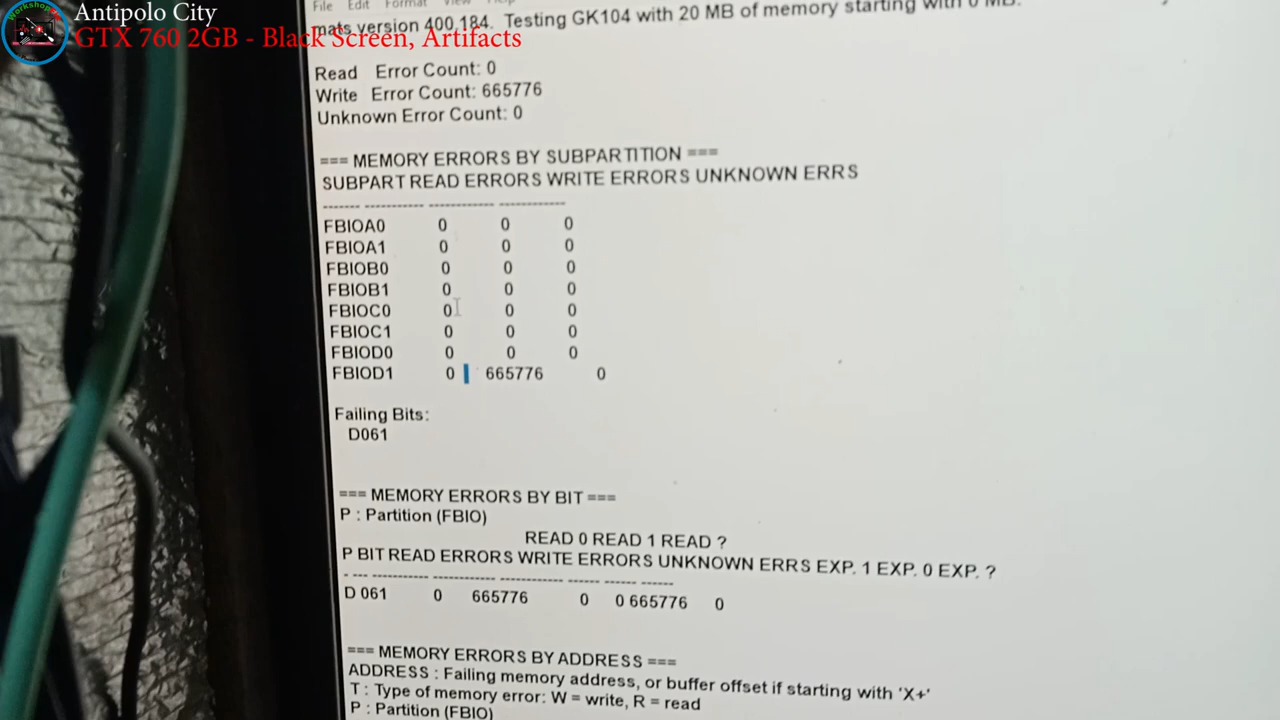 Workshop
Antipolo City
GTX 760 2GB - Black Screen, Artifacts
File Edit Format View Help
mats version 400.184. Testing GK104 with 20 MB of memory starting with 0 MB.
Read Error Count: 0
Write Error Count: 665776
Unknown Error Count: 0
=== MEMORY ERRORS BY SUBPARTITION ===
SUBPART READ ERRORS WRITE ERRORS UNKNOWN ERRS
------- ----------- ------------ ------------
FBIOA0 0 0 0
FBIOA1 0 0 0
FBIOB0 0 0 0
FBIOB1 0 0 0
FBIOC0 0 0 0
FBIOC1 0 0 0
FBIOD0 0 0 0
FBIOD1 0 665776 0
Failing Bits:
D061
=== MEMORY ERRORS BY BIT ===
P : Partition (FBIO)
READ 0 READ 1 READ ?
P BIT READ ERRORS WRITE ERRORS UNKNOWN ERRS EXP. 1 EXP. 0 EXP. ?
- --- ----------- ------------ ------------ ------ ------ ------
D 061 0 665776 0 0 665776 0
=== MEMORY ERRORS BY ADDRESS ===
ADDRESS : Failing memory address, or buffer offset if starting with 'X+'
T : Type of memory error: W = write, R = read
P : Partition (FBIO)